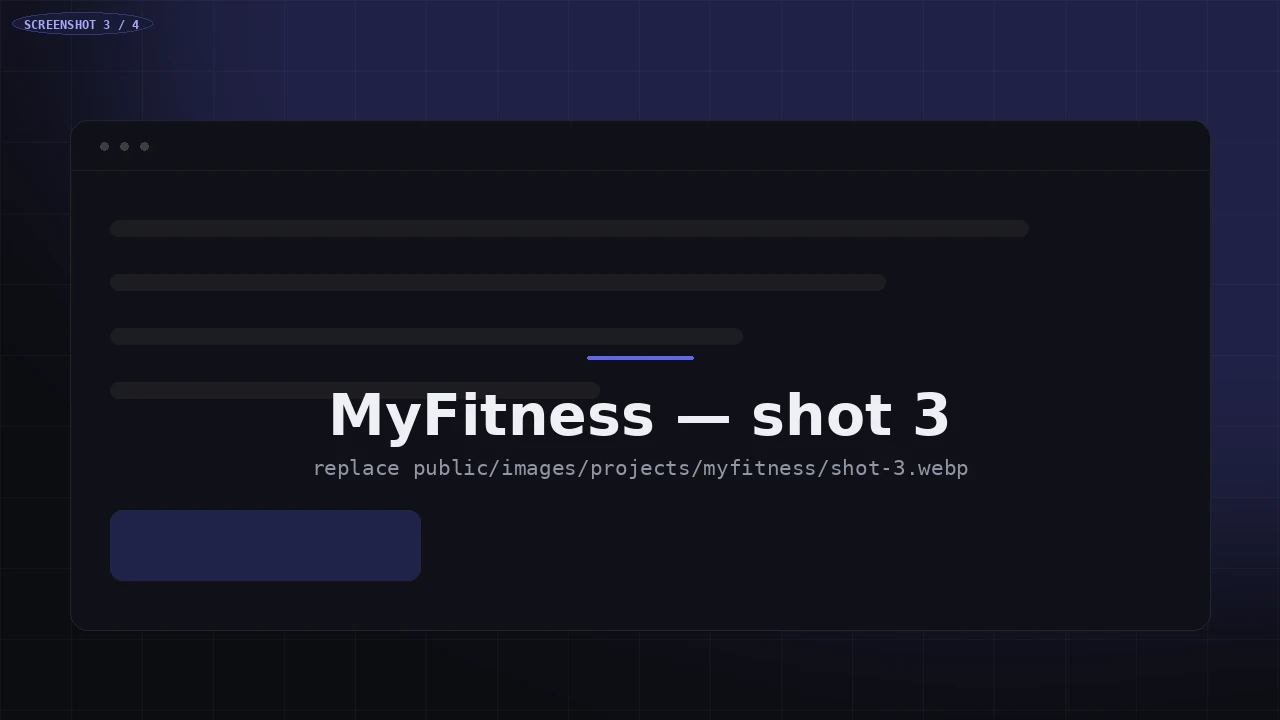 SCREENSHOT 3 / 4
MyFitness — shot 3
replace public/images/projects/myfitness/shot-3.webp